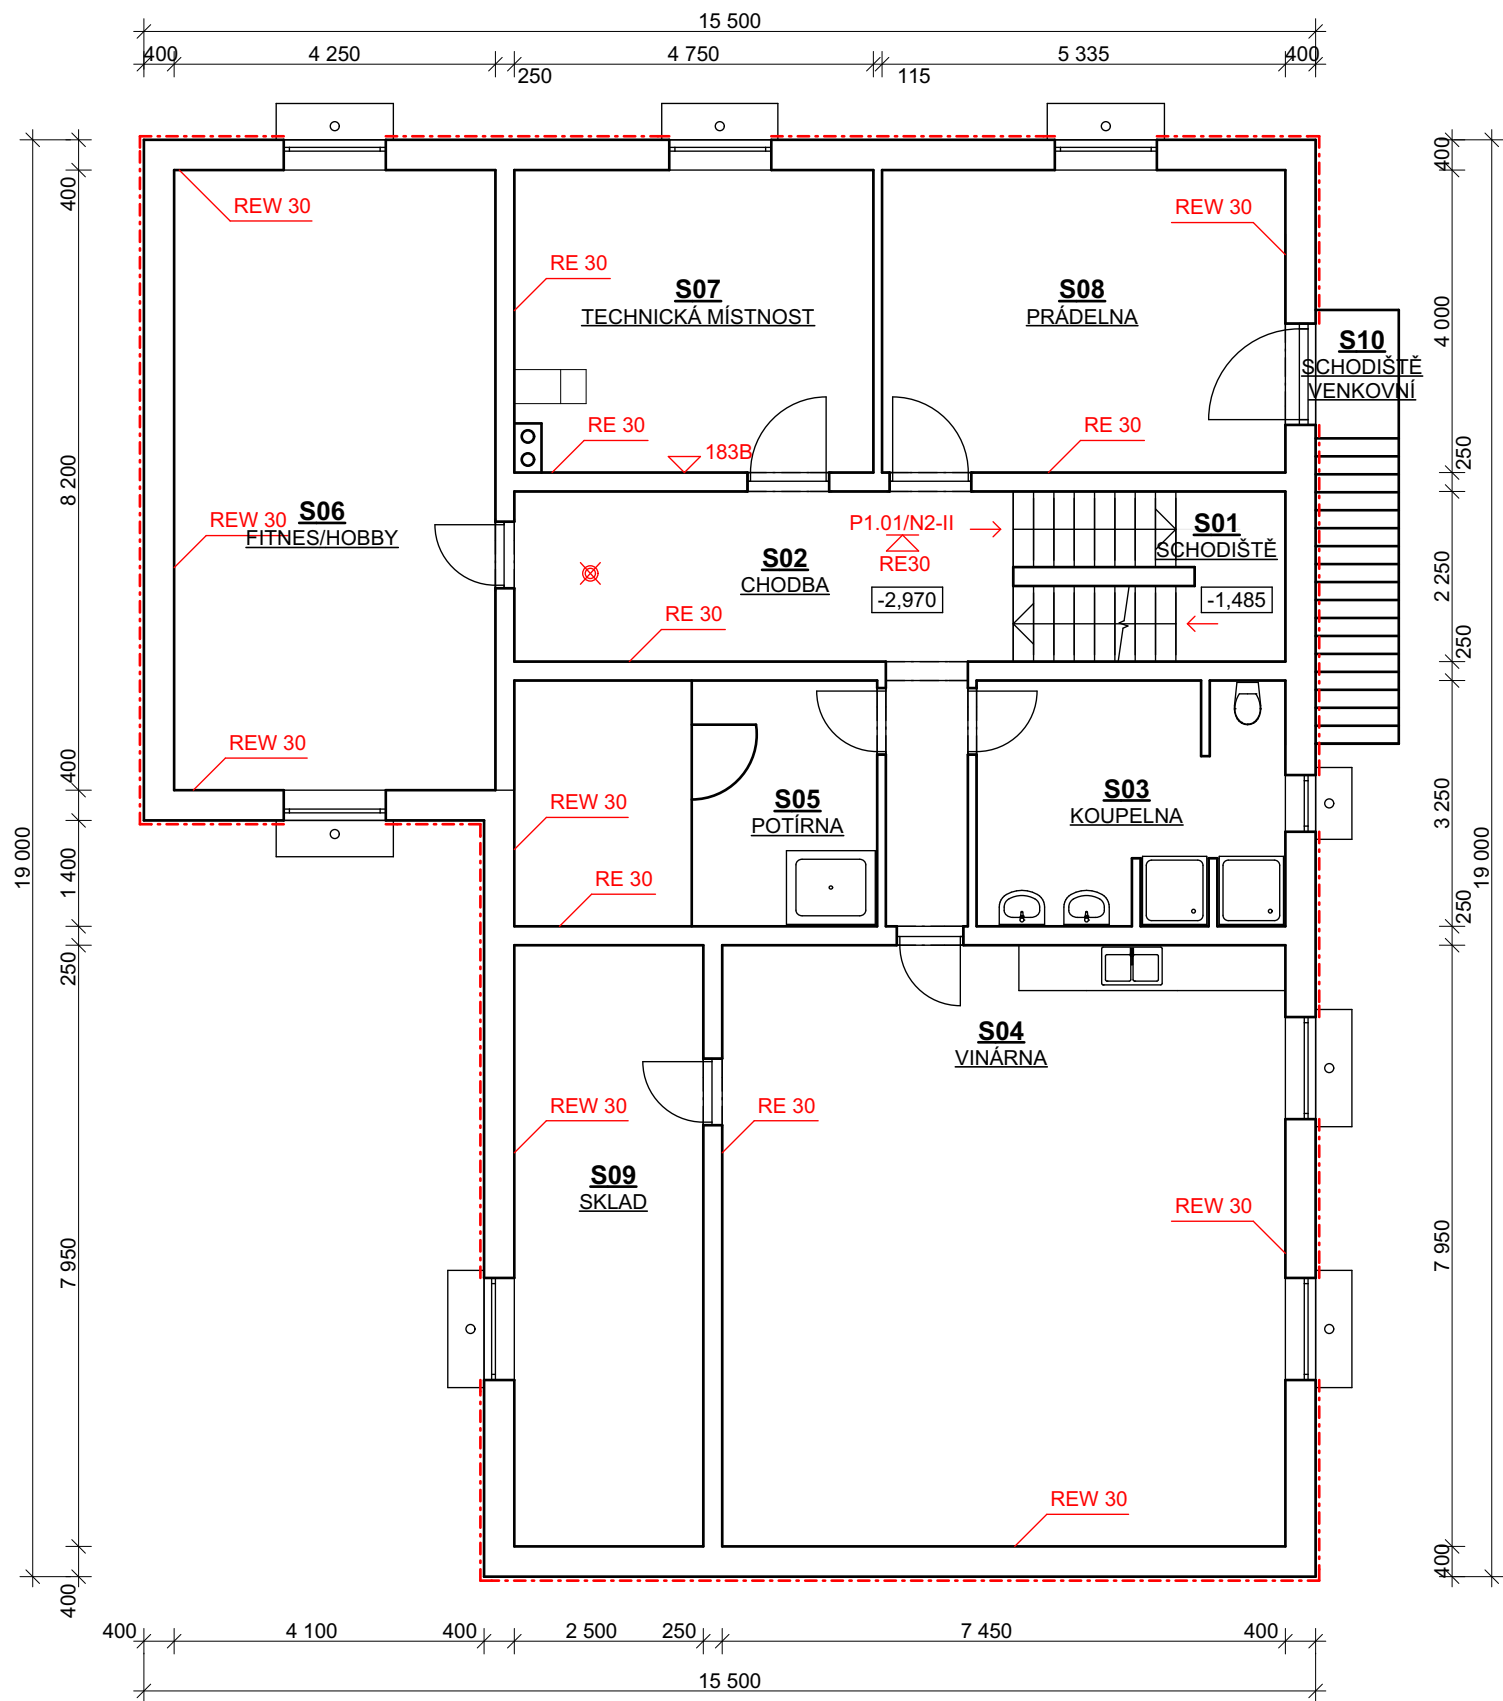 15 500
400
4 250
4 750
5 335
400
250
115
400
400
REW 30
REW 30
RE 30
S07
TECHNICKÁ MÍSTNOST
S08
PRÁDELNA
4 000
S10
SCHODIŠTĚ
VENKOVNÍ
RE 30
RE 30
183B
250
8 200
S06
FITNES/HOBBY
REW 30
P1.01/N2-II
RE30
S01
SCHODIŠTĚ
S02
CHODBA
-2,970
-1,485
2 250
RE 30
250
REW 30
400
REW 30
S05
POTÍRNA
S03
KOUPELNA
3 250
19 000
19 000
1 400
RE 30
250
250
S04
VINÁRNA
REW 30
RE 30
S09
SKLAD
REW 30
7 950
7 950
REW 30
400
400
400
4 100
400
2 500
250
7 450
400
15 500